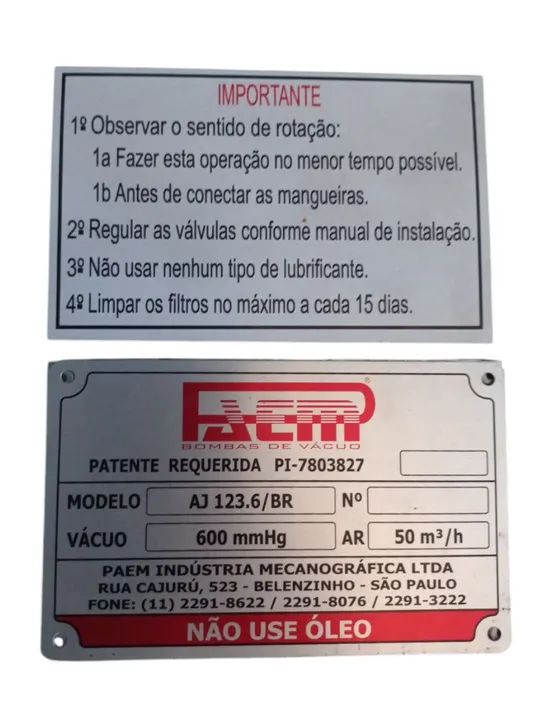 IMPORTANTE
1º Observar o sentido de rotação:
1a Fazer esta operação no menor tempo possível.
1b Antes de conectar as mangueiras.
2º Regular as válvulas conforme manual de instalação.
3º Não usar nenhum tipo de lubrificante.
4º Limpar os filtros no máximo a cada 15 dias.
PAEM®
BOMBAS DE VÁCUO
PATENTE REQUERIDA PI-7803827
MODELO AJ 123.6/BR Nº
VÁCUO 600 mmHg AR 50 m³/h
PAEM INDÚSTRIA MECANOGRÁFICA LTDA
RUA CAJURÚ, 523 - BELENZINHO - SÃO PAULO
FONE: (11) 2291-8622 / 2291-8076 / 2291-3222
NÃO USE ÓLEO